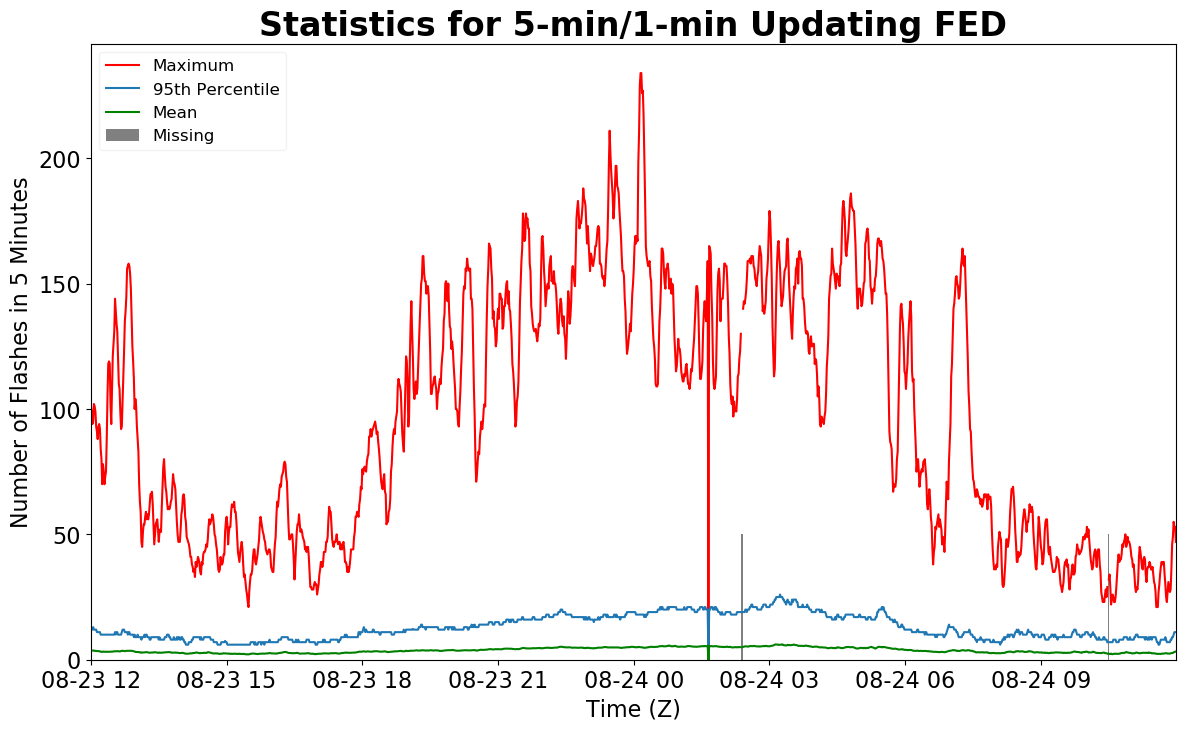 Statistics for 5-min/1-min Updating FED
Maximum
95th Percentile
Mean
Missing
Number of Flashes in 5 Minutes
200
150
100
50
0
08-23 12 08-23 15 08-23 18 08-23 21 08-24 00 08-24 03 08-24 06 08-24 09
Time (Z)